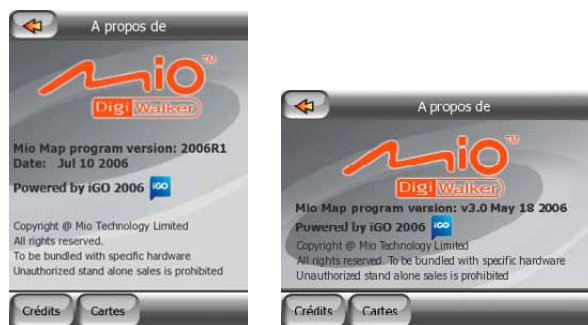 A propos de
mio TM
Digi Walker
Mio Map program version: 2006R1
Date: Jul 10 2006
Powered by iGO 2006 iGO
Copyright @ Mio Technology Limited
All rights reserved.
To be bundled with specific hardware
Unauthorized stand alone sales is prohibited
Crédits Cartes
A propos de
mio TM
Digi Walker
Mio Map program version: v3.0 May 18 2006
Powered by iGO 2006 iGO
Copyright @ Mio Technology Limited
All rights reserved. To be bundled with specific hardware
Unauthorized stand alone sales is prohibited
Crédits Cartes